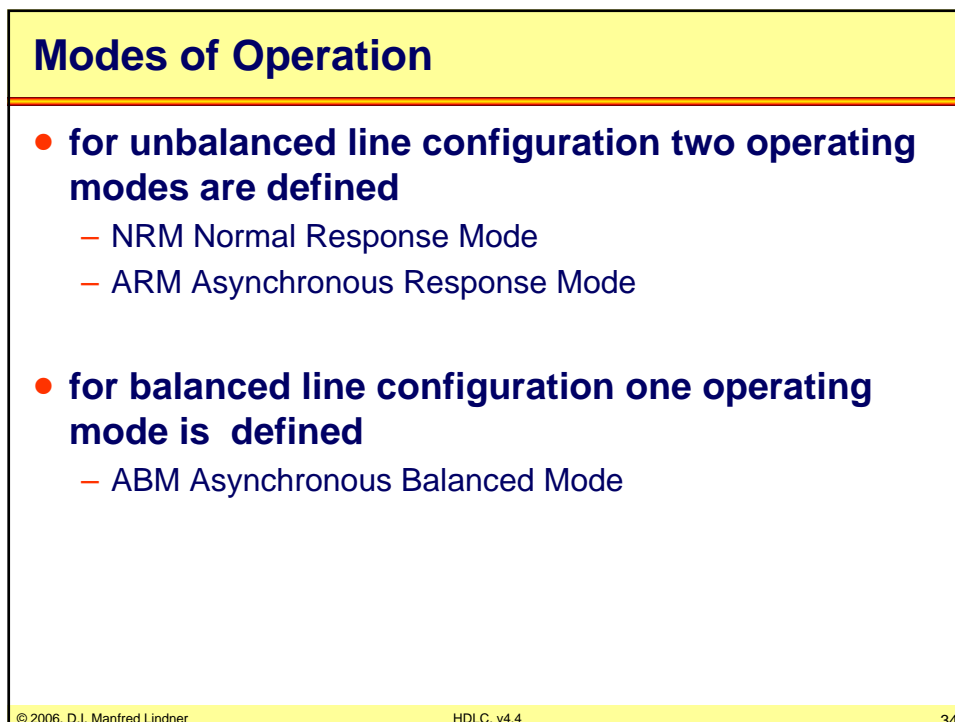 Modes of Operation
• for unbalanced line configuration two operating
modes are defined
– NRM Normal Response Mode
– ARM Asynchronous Response Mode
• for balanced line configuration one operating
mode is  defined
– ABM Asynchronous Balanced Mode
© 2006, D.I. Manfred Lindner HDLC, v4.4 34